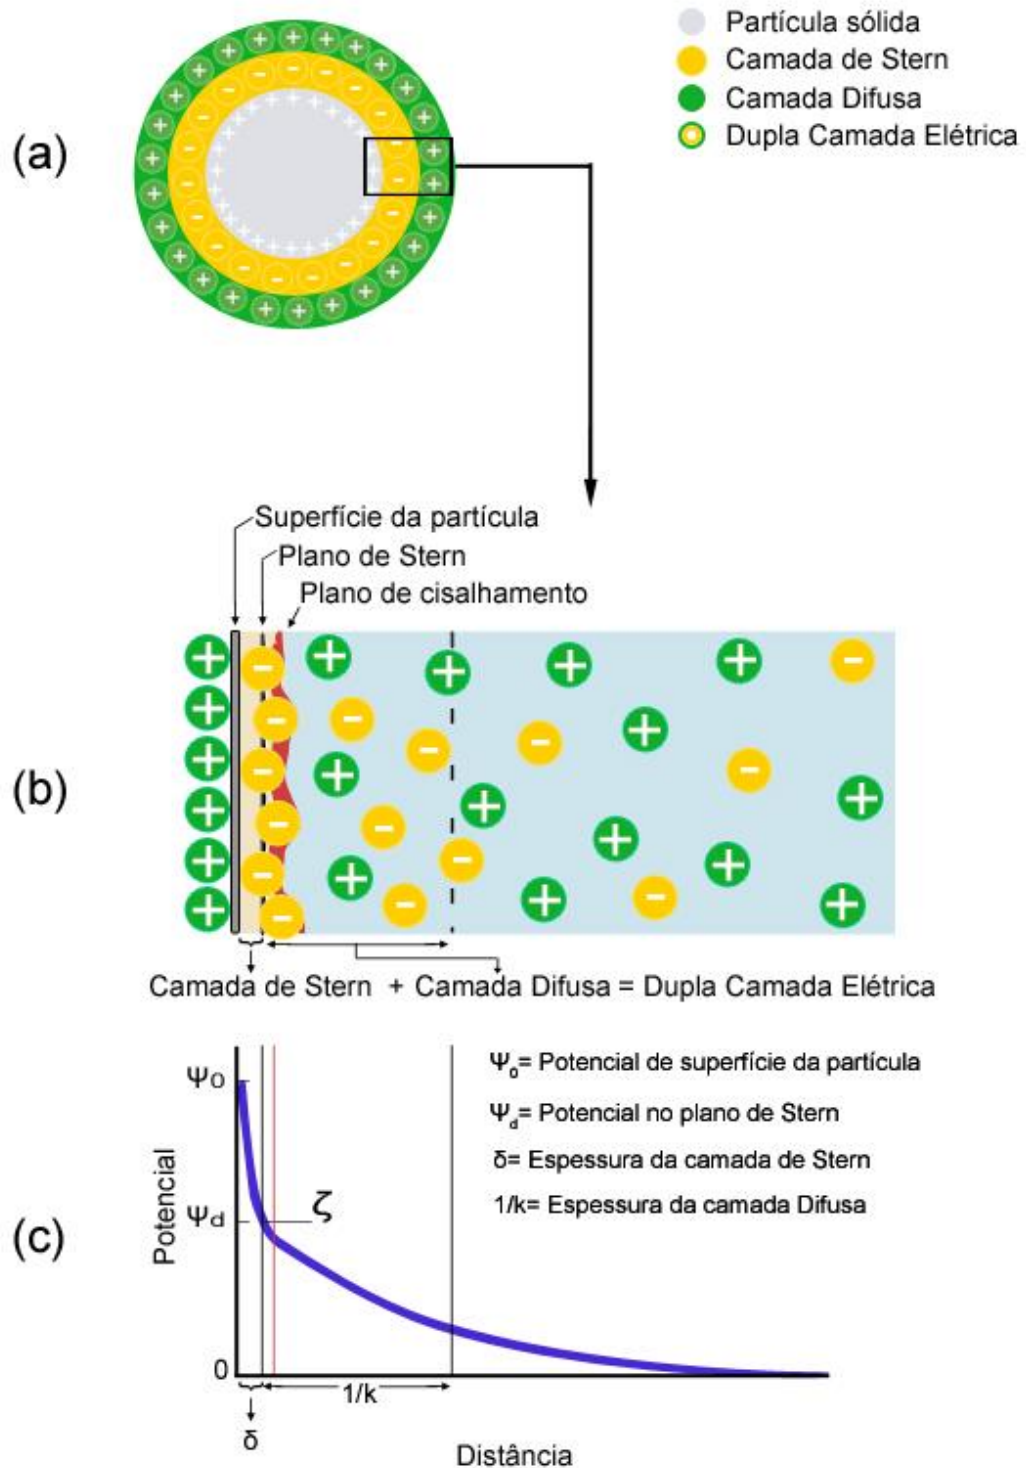 Partícula sólida
Camada de Stern
Camada Difusa
Dupla Camada Elétrica
(a)
Superfície da partícula
Plano de Stern
Plano de cisalhamento
(b)
Camada de Stern + Camada Difusa = Dupla Camada Elétrica
Ψ₀= Potencial de superfície da partícula
Ψd= Potencial no plano de Stern
δ= Espessura da camada de Stern
1/k= Espessura da camada Difusa
(c)
Potencial
Ψ0
Ψd
ζ
0
1/k
δ
Distância